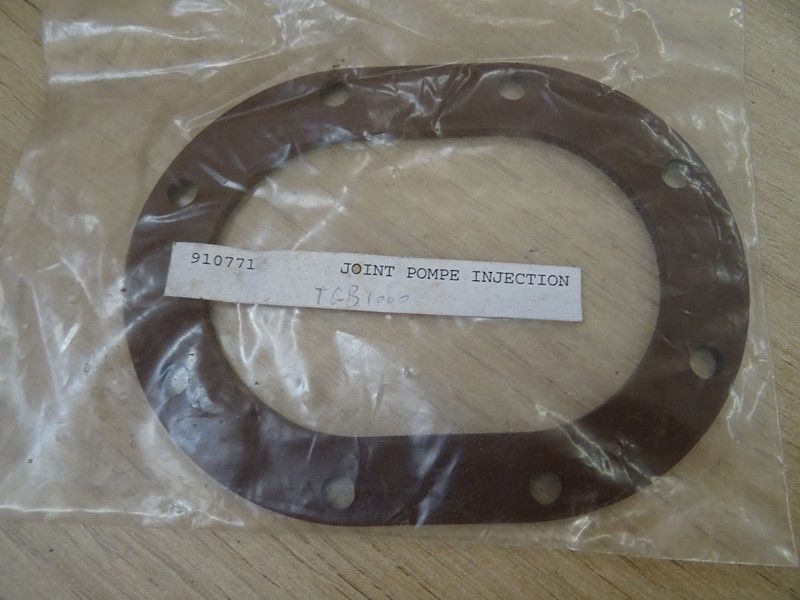 910771 JOINT POMPE INJECTION
TGB1000